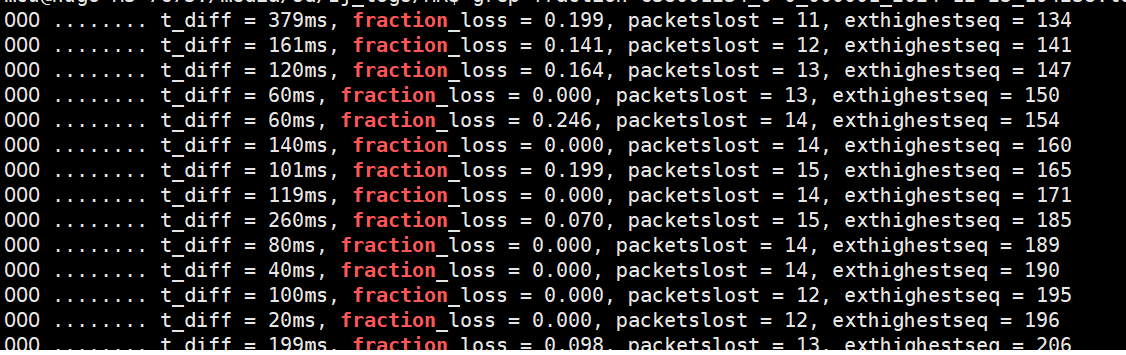 000 ........ t_diff = 379ms, fraction_loss = 0.199, packetslost = 11, exthighestseq = 134
000 ........ t_diff = 161ms, fraction_loss = 0.141, packetslost = 12, exthighestseq = 141
000 ........ t_diff = 120ms, fraction_loss = 0.164, packetslost = 13, exthighestseq = 147
000 ........ t_diff = 60ms, fraction_loss = 0.000, packetslost = 13, exthighestseq = 150
000 ........ t_diff = 60ms, fraction_loss = 0.246, packetslost = 14, exthighestseq = 154
000 ........ t_diff = 140ms, fraction_loss = 0.000, packetslost = 14, exthighestseq = 160
000 ........ t_diff = 101ms, fraction_loss = 0.199, packetslost = 15, exthighestseq = 165
000 ........ t_diff = 119ms, fraction_loss = 0.000, packetslost = 14, exthighestseq = 171
000 ........ t_diff = 260ms, fraction_loss = 0.070, packetslost = 15, exthighestseq = 185
000 ........ t_diff = 80ms, fraction_loss = 0.000, packetslost = 14, exthighestseq = 189
000 ........ t_diff = 40ms, fraction_loss = 0.000, packetslost = 14, exthighestseq = 190
000 ........ t_diff = 100ms, fraction_loss = 0.000, packetslost = 12, exthighestseq = 195
000 ........ t_diff = 20ms, fraction_loss = 0.000, packetslost = 12, exthighestseq = 196
000 ........ t_diff = 199ms, fraction_loss = 0.098, packetslost = 13, exthighestseq = 206